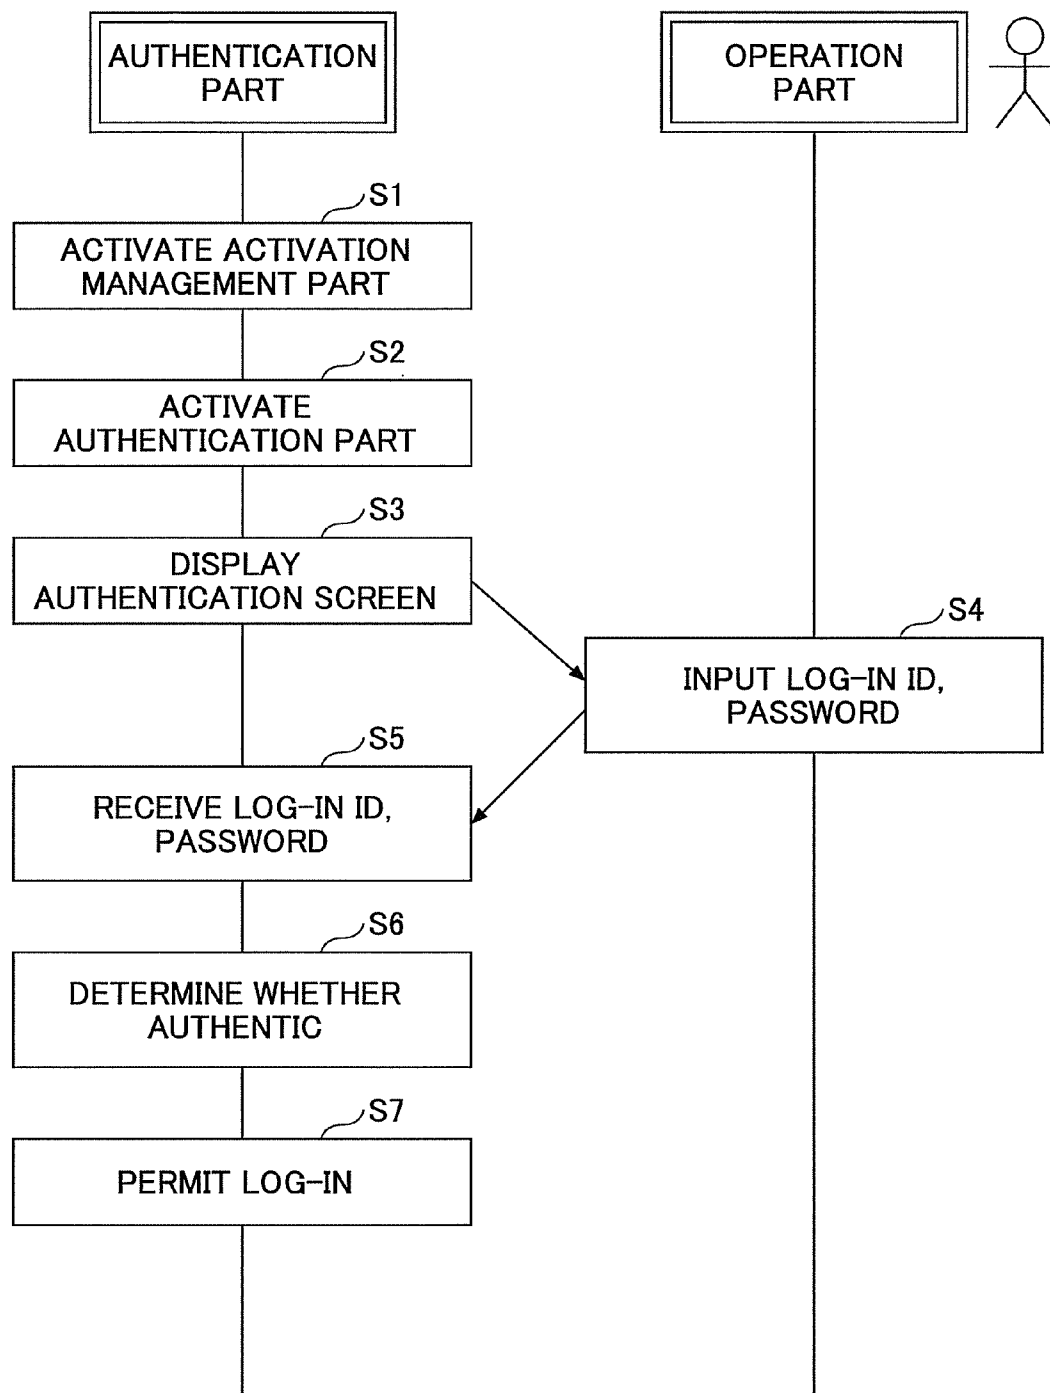 AUTHENTICATION
PART
OPERATION
PART
S1
ACTIVATE ACTIVATION
MANAGEMENT PART
S2
ACTIVATE
AUTHENTICATION PART
S3
DISPLAY
AUTHENTICATION SCREEN
S4
INPUT LOG-IN ID,
PASSWORD
S5
RECEIVE LOG-IN ID,
PASSWORD
S6
DETERMINE WHETHER
AUTHENTIC
S7
PERMIT LOG-IN